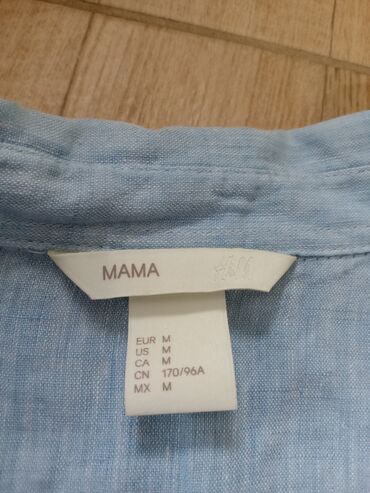 MAMA H&M
EUR M
US M
CA M
CN 170/96A
MX M